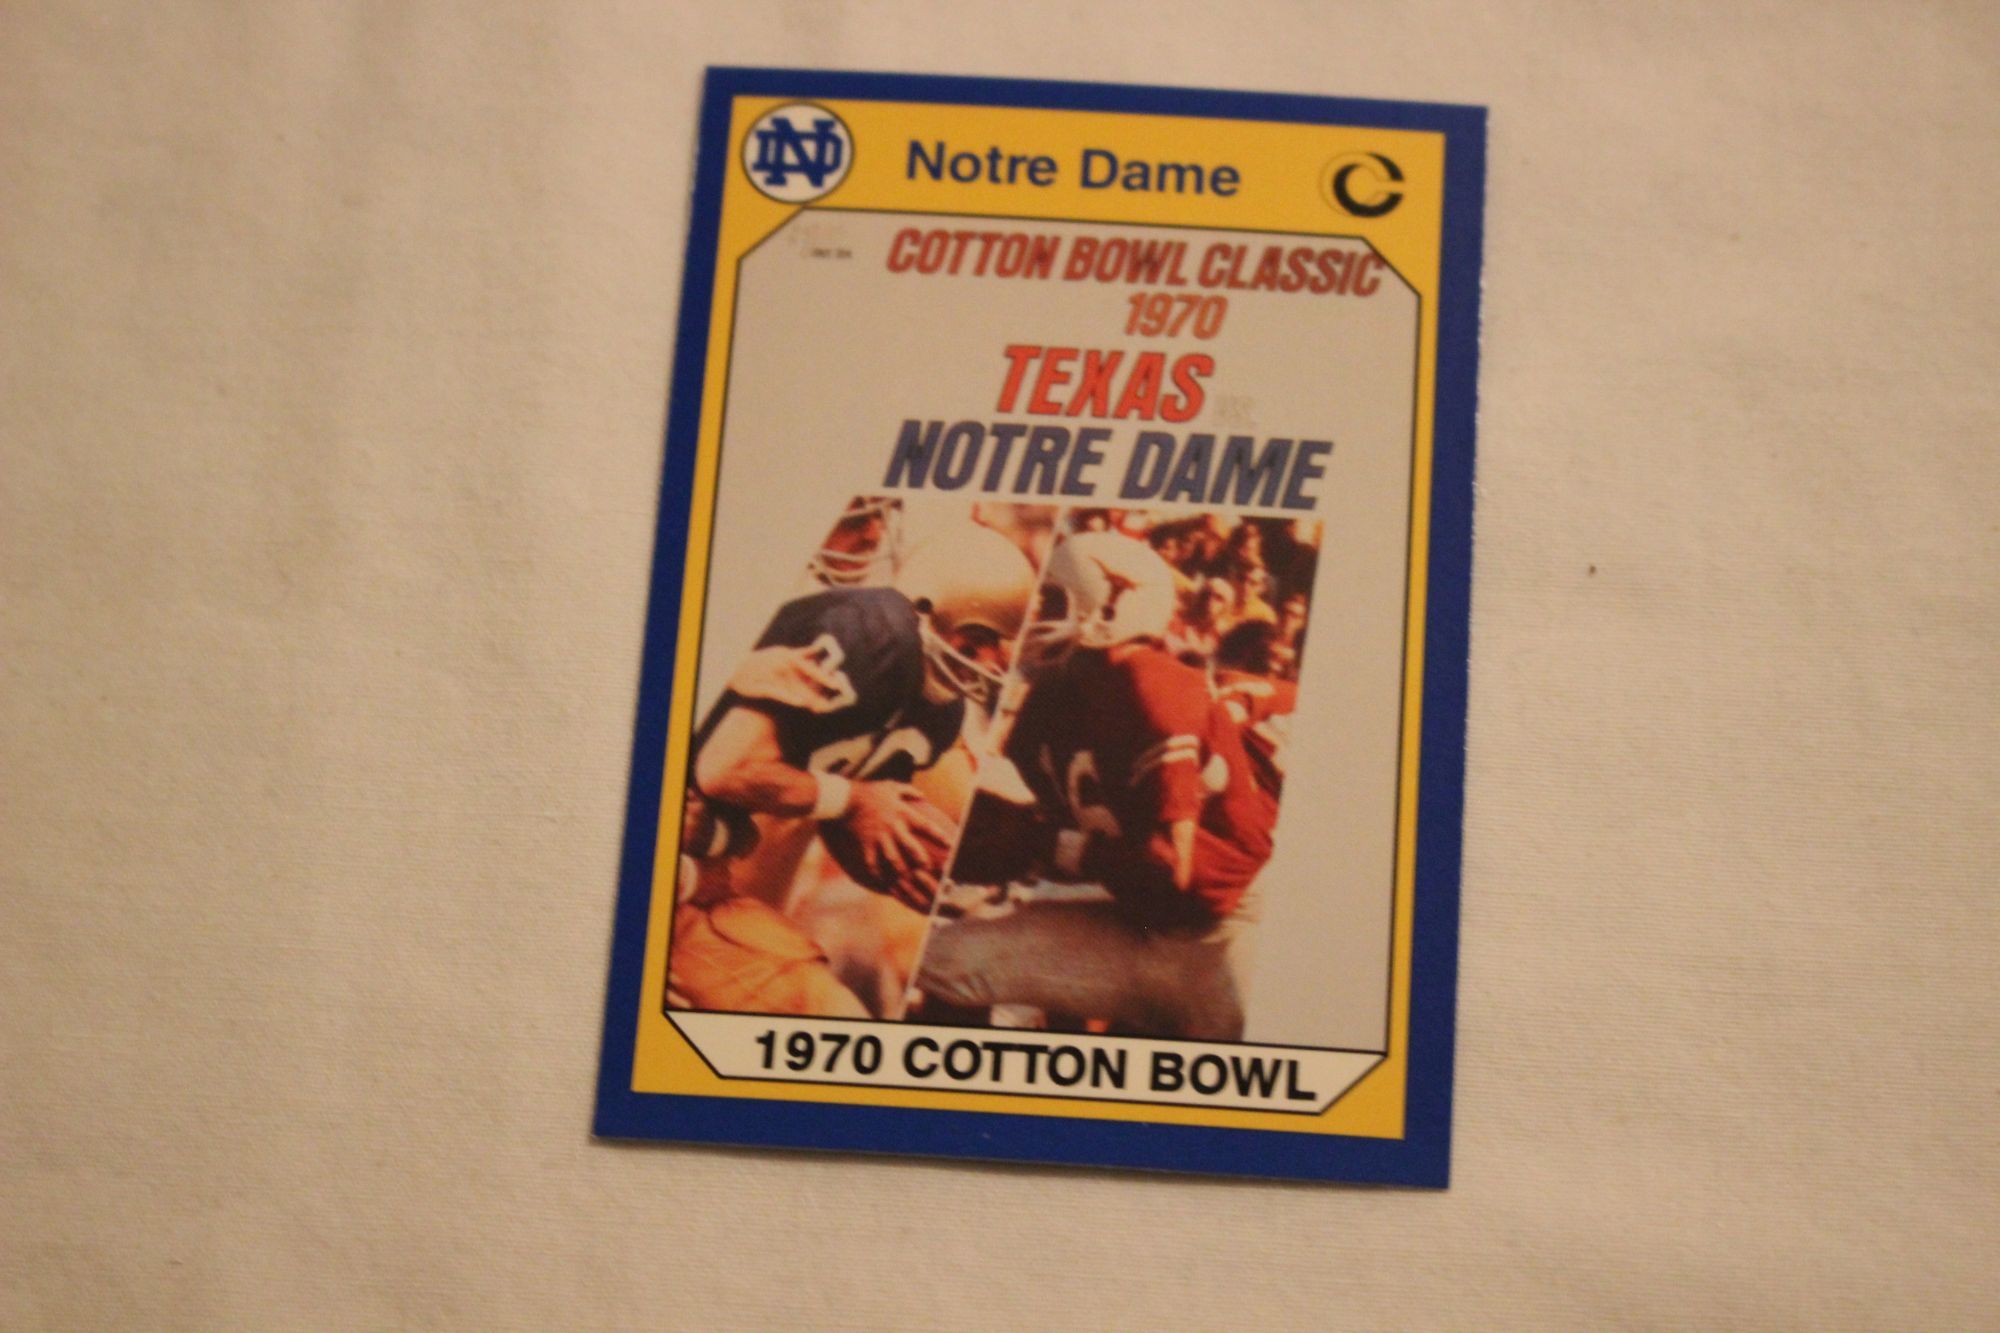 Notre Dame
COTTON BOWL CLASSIC
1970
TEXAS
NOTRE DAME
1970 COTTON BOWL